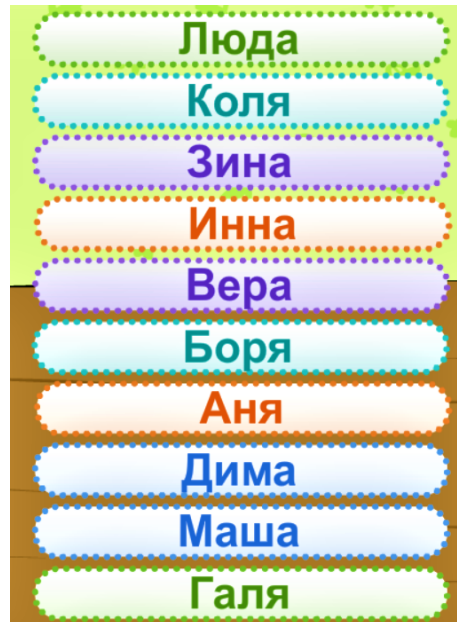 Люда
Коля
Зина
Инна
Вера
Боря
Аня
Дима
Маша
Галя